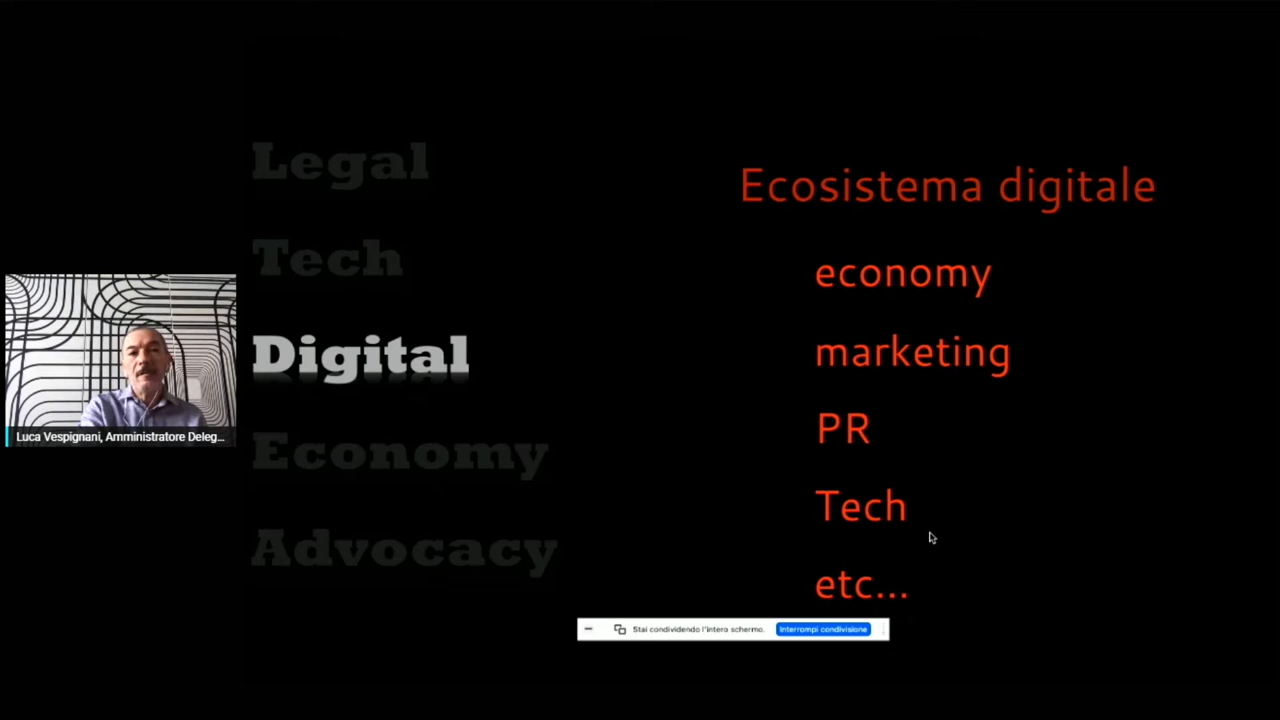 Legal
Tech
Digital
Economy
Advocacy
Ecosistema digitale
economy
marketing
PR
Tech
etc...
Luca Vespignani, Amministratore Deleg...
Stai condividendo l'intero schermo.
Interrompi condivisione